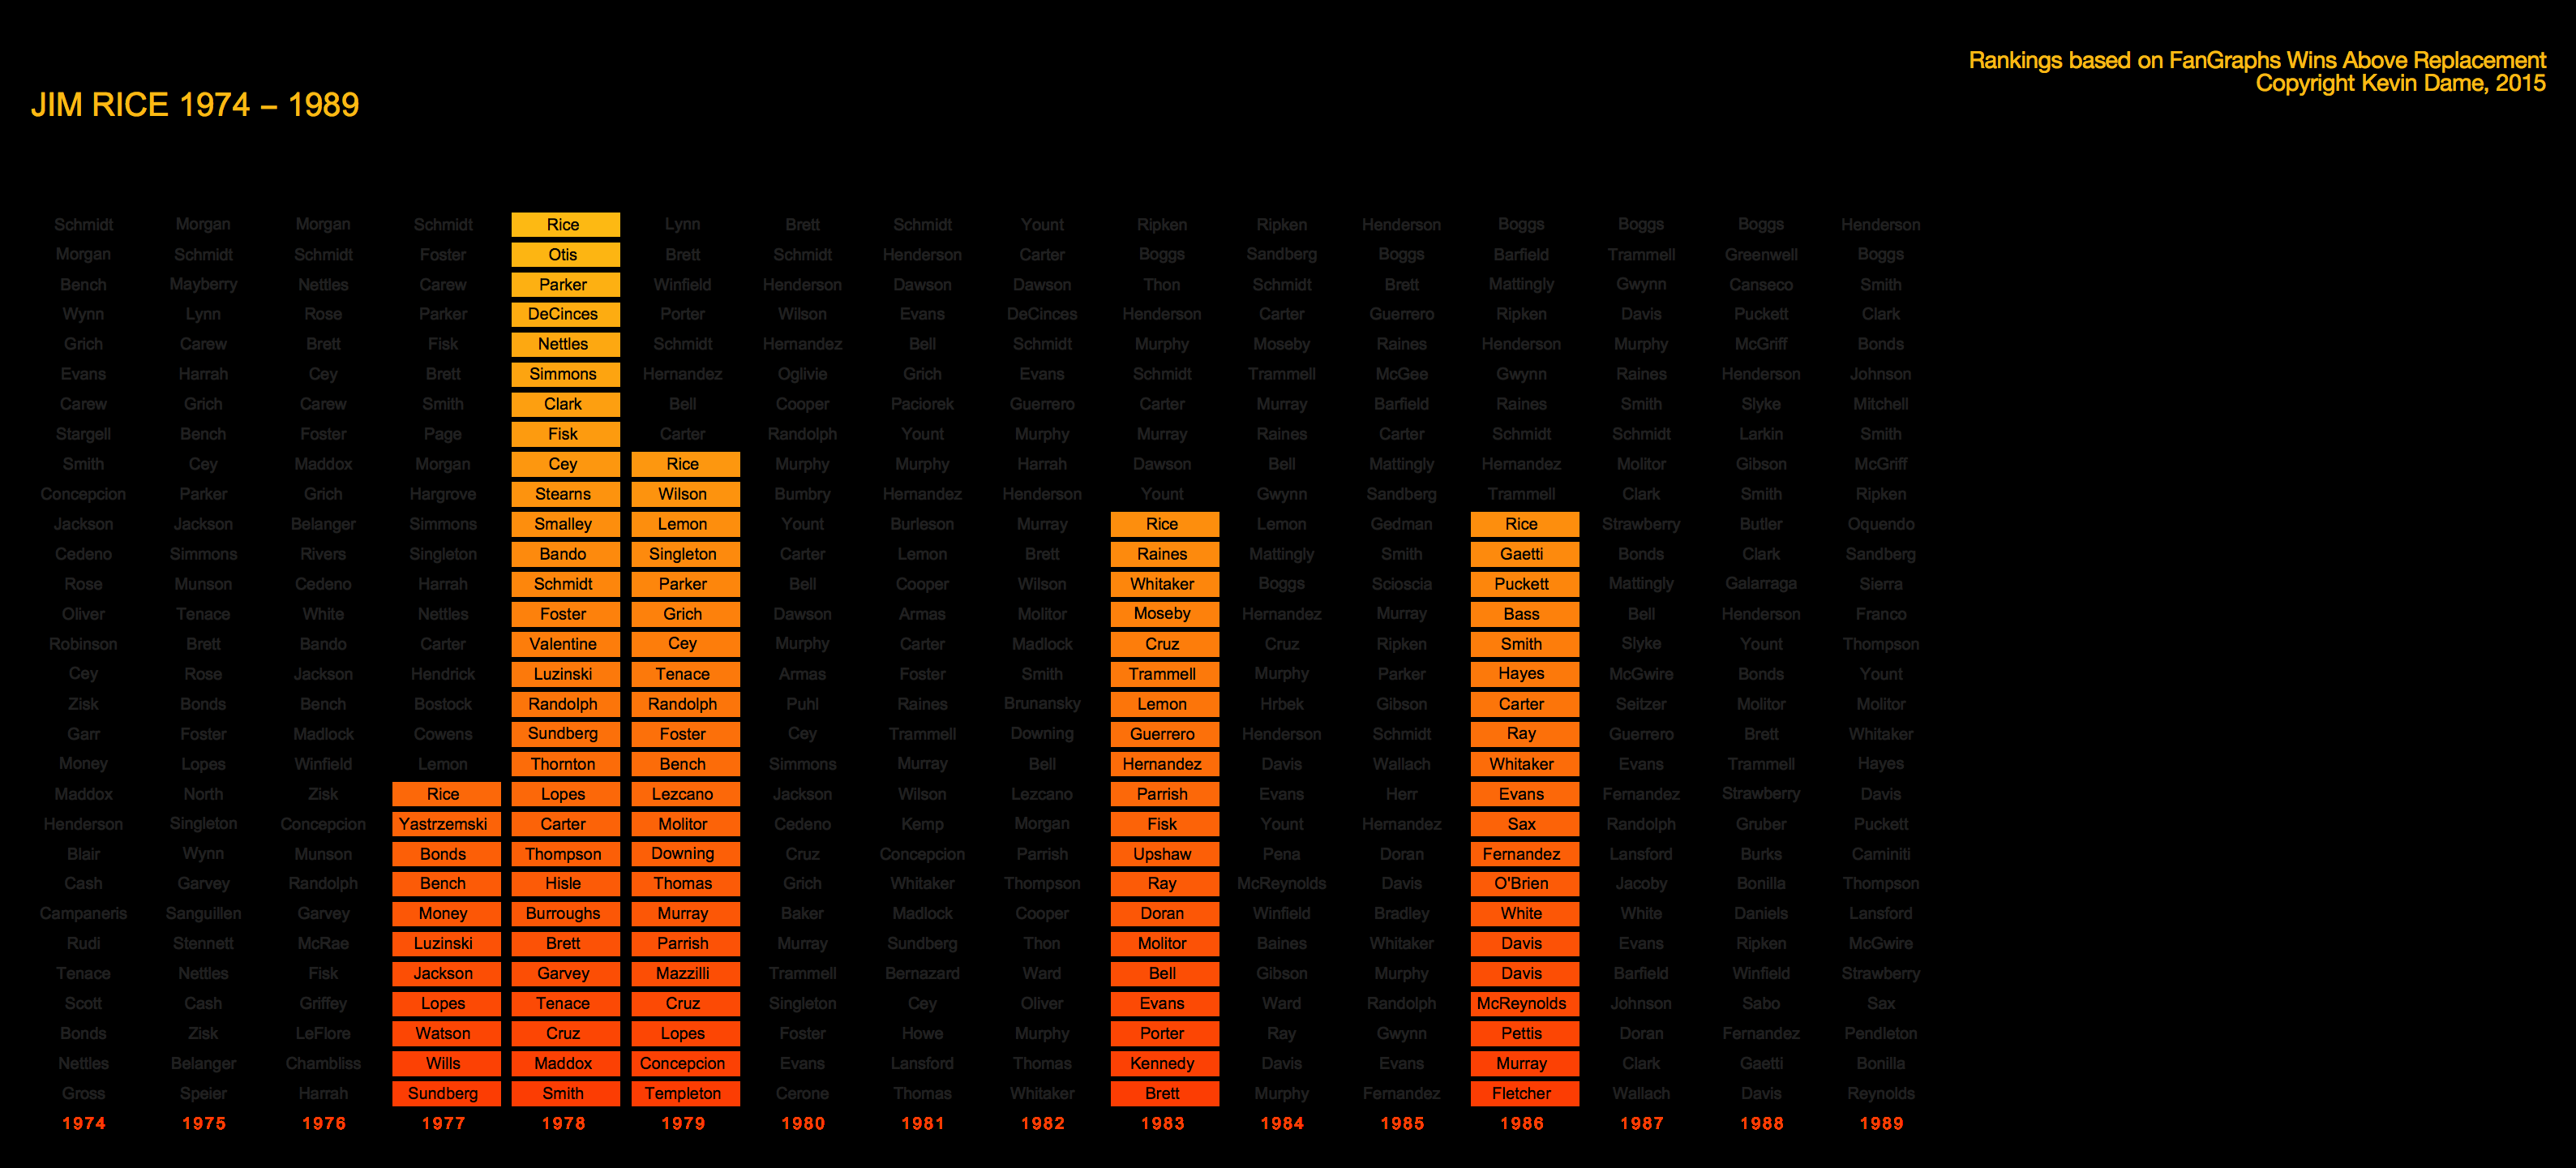 Rankings based on FanGraphs Wins Above Replacement
Copyright Kevin Dame, 2015
JIM RICE 1974 – 1989
Schmidt Morgan Morgan Schmidt Rice Lynn Brett Schmidt Yount Ripken Ripken Henderson Boggs Boggs Boggs Henderson
Morgan Schmidt Schmidt Foster Otis Brett Schmidt Henderson Carter Boggs Sandberg Boggs Barfield Trammell Greenwell Boggs
Bench Mayberry Nettles Carew Parker Winfield Henderson Dawson Dawson Thon Schmidt Brett Mattingly Gwynn Canseco Smith
Wynn Lynn Rose Parker DeCinces Porter Wilson Evans DeCinces Henderson Carter Guerrero Ripken Davis Puckett Clark
Grich Carew Brett Fisk Nettles Schmidt Hernandez Bell Schmidt Murphy Moseby Raines Henderson Murphy McGriff Bonds
Evans Harrah Cey Brett Simmons Hernandez Oglivie Grich Evans Schmidt Trammell McGee Gwynn Raines Henderson Johnson
Carew Grich Carew Smith Clark Bell Cooper Paciorek Guerrero Carter Murray Barfield Raines Smith Slyke Mitchell
Stargell Bench Foster Page Fisk Carter Randolph Yount Murphy Murray Raines Carter Schmidt Schmidt Larkin Smith
Smith Cey Maddox Morgan Cey Rice Murphy Murphy Harrah Dawson Bell Mattingly Hernandez Molitor Gibson McGriff
Concepcion Parker Grich Hargrove Stearns Wilson Bumbry Hernandez Henderson Yount Gwynn Sandberg Trammell Clark Smith Ripken
Jackson Jackson Belanger Simmons Smalley Lemon Yount Burleson Murray Rice Lemon Gedman Rice Strawberry Butler Oquendo
Cedeno Simmons Rivers Singleton Bando Singleton Carter Lemon Brett Raines Mattingly Smith Gaetti Bonds Clark Sandberg
Rose Munson Cedeno Harrah Schmidt Parker Bell Cooper Wilson Whitaker Boggs Scioscia Puckett Mattingly Galarraga Sierra
Oliver Tenace White Nettles Foster Grich Dawson Armas Molitor Moseby Hernandez Murray Bass Bell Henderson Franco
Robinson Brett Bando Carter Valentine Cey Murphy Carter Madlock Cruz Cruz Ripken Smith Slyke Yount Thompson
Cey Rose Jackson Hendrick Luzinski Tenace Armas Foster Smith Trammell Murphy Parker Hayes McGwire Bonds Yount
Zisk Bonds Bench Bostock Randolph Randolph Puhl Raines Brunansky Lemon Hrbek Gibson Carter Seitzer Molitor Molitor
Garr Foster Madlock Cowens Sundberg Foster Cey Trammell Downing Guerrero Henderson Schmidt Ray Guerrero Brett Whitaker
Money Lopes Winfield Lemon Thornton Bench Simmons Murray Bell Hernandez Davis Wallach Whitaker Evans Trammell Hayes
Maddox North Zisk Rice Lopes Lezcano Jackson Wilson Lezcano Parrish Evans Herr Evans Fernandez Strawberry Davis
Henderson Singleton Concepcion Yastrzemski Carter Molitor Cedeno Kemp Morgan Fisk Yount Hernandez Sax Randolph Gruber Puckett
Blair Wynn Munson Bonds Thompson Downing Cruz Concepcion Parrish Upshaw Pena Doran Fernandez Lansford Burks Caminiti
Cash Garvey Randolph Bench Hisle Thomas Grich Whitaker Thompson Ray McReynolds Davis O'Brien Jacoby Bonilla Thompson
Campaneris Sanguillen Garvey Money Burroughs Murray Baker Madlock Cooper Doran Winfield Bradley White White Daniels Lansford
Rudi Stennett McRae Luzinski Brett Parrish Murray Sundberg Thon Molitor Baines Whitaker Davis Evans Ripken McGwire
Tenace Nettles Fisk Jackson Garvey Mazzilli Trammell Bernazard Ward Bell Gibson Murphy Davis Barfield Winfield Strawberry
Scott Cash Griffey Lopes Tenace Cruz Singleton Cey Oliver Evans Ward Randolph McReynolds Johnson Sabo Sax
Bonds Zisk LeFlore Watson Cruz Lopes Foster Howe Murphy Porter Ray Gwynn Pettis Doran Fernandez Pendleton
Nettles Belanger Chambliss Wills Maddox Concepcion Evans Lansford Thomas Kennedy Davis Evans Murray Clark Gaetti Bonilla
Gross Speier Harrah Sundberg Smith Templeton Cerone Thomas Whitaker Brett Murphy Fernandez Fletcher Wallach Davis Reynolds
1974 1975 1976 1977 1978 1979 1980 1981 1982 1983 1984 1985 1986 1987 1988 1989